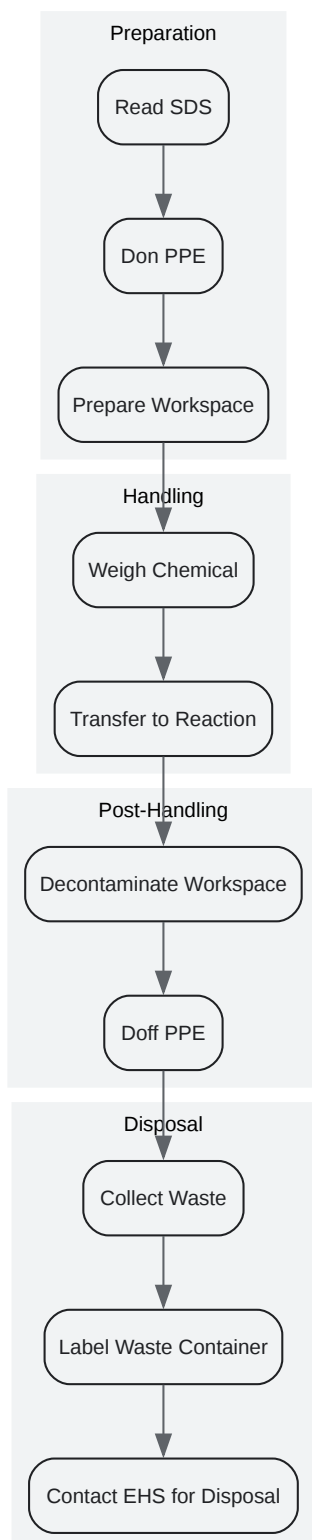 Preparation
Read SDS
Don PPE
Prepare Workspace
Handling
Weigh Chemical
Transfer to Reaction
Post-Handling
Decontaminate Workspace
Doff PPE
Disposal
Collect Waste
Label Waste Container
Contact EHS for Disposal